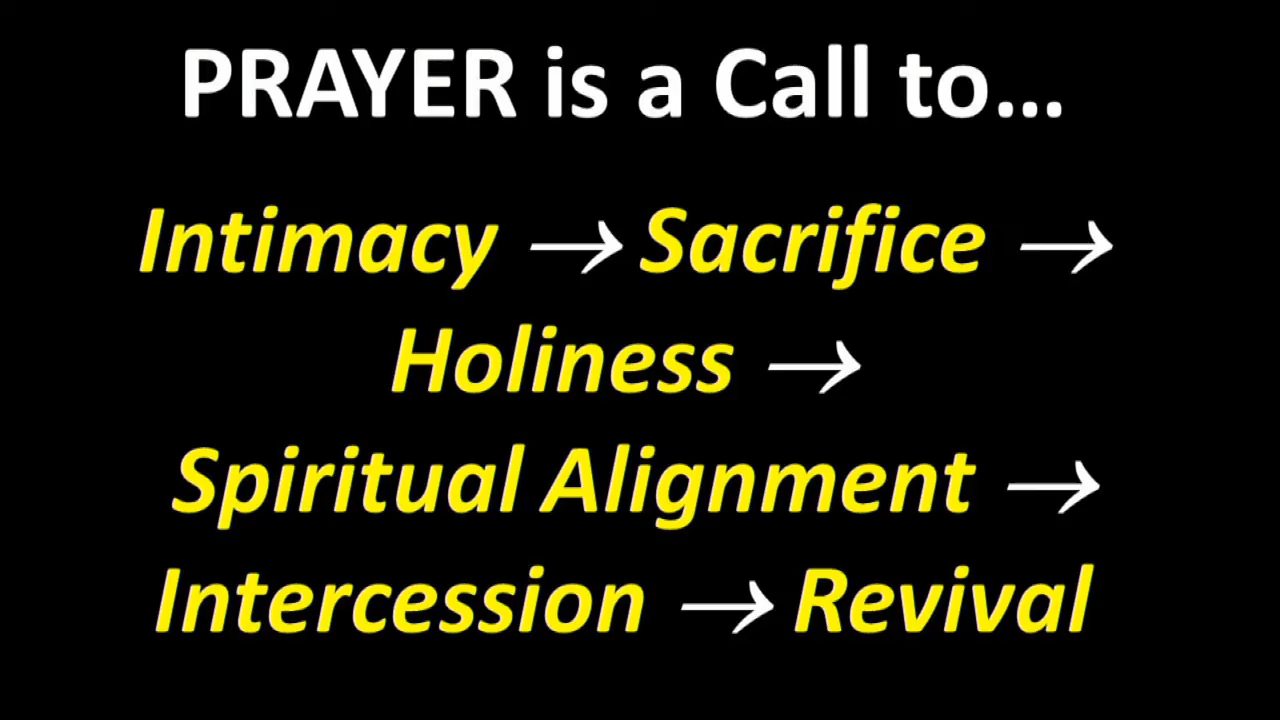 PRAYER is a Call to...
Intimacy → Sacrifice →
Holiness →
Spiritual Alignment →
Intercession → Revival